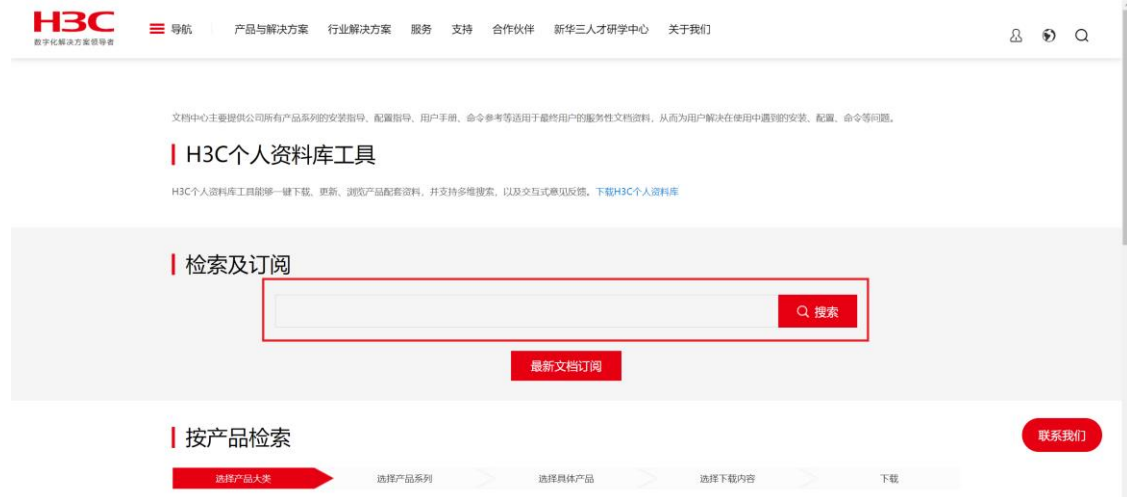 H3C
数字化解决方案领导者
导航 产品与解决方案 行业解决方案 服务 支持 合作伙伴 新华三人才研学中心 关于我们
文档中心主要提供公司所有产品系列的安装指导、配置指导、用户手册、命令参考等适用于最终用户的服务性文档资料,从而为用户解决在使用中遇到的安装、配置、命令等问题。
H3C个人资料库工具
H3C个人资料库工具能够一键下载、更新、浏览产品配套资料,并支持多维搜索、以及交互式意见反馈。下载H3C个人资料库
检索及订阅
搜索
最新文档订阅
按产品检索
联系我们
选择产品大类 选择产品系列 选择具体产品 选择下载内容 下载